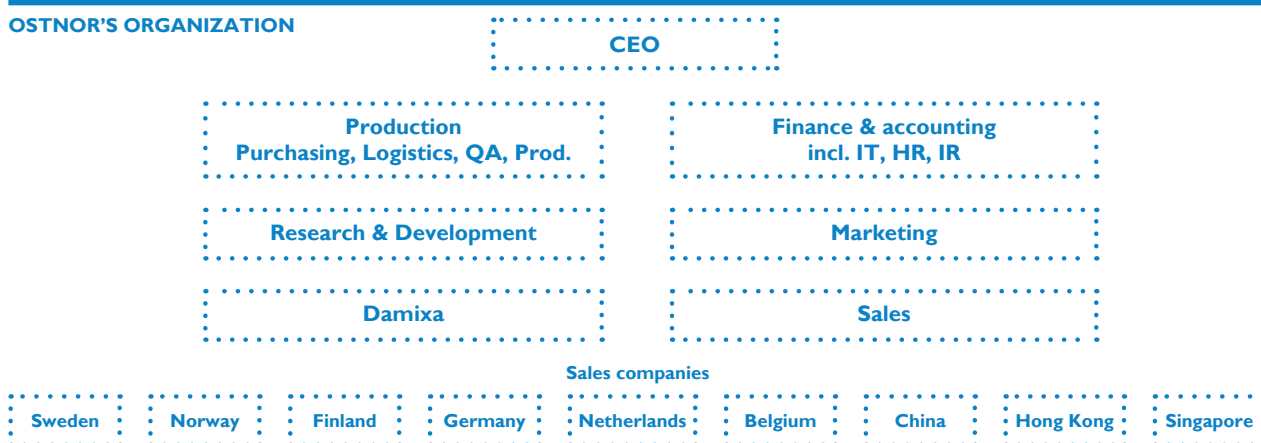 OSTNOR'S ORGANIZATION
CEO
Production
Purchasing, Logistics, QA, Prod.
Finance & accounting
incl. IT, HR, IR
Research & Development
Marketing
Damixa
Sales
Sales companies
Sweden
Norway
Finland
Germany
Netherlands
Belgium
China
Hong Kong
Singapore